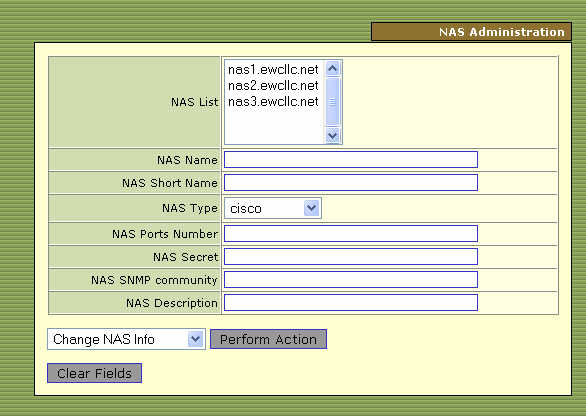 NAS Administration
NAS List
nas1.ewcllc.net
nas2.ewcllc.net
nas3.ewcllc.net
NAS Name
NAS Short Name
NAS Type
cisco
NAS Ports Number
NAS Secret
NAS SNMP community
NAS Description
Change NAS Info
Perform Action
Clear Fields